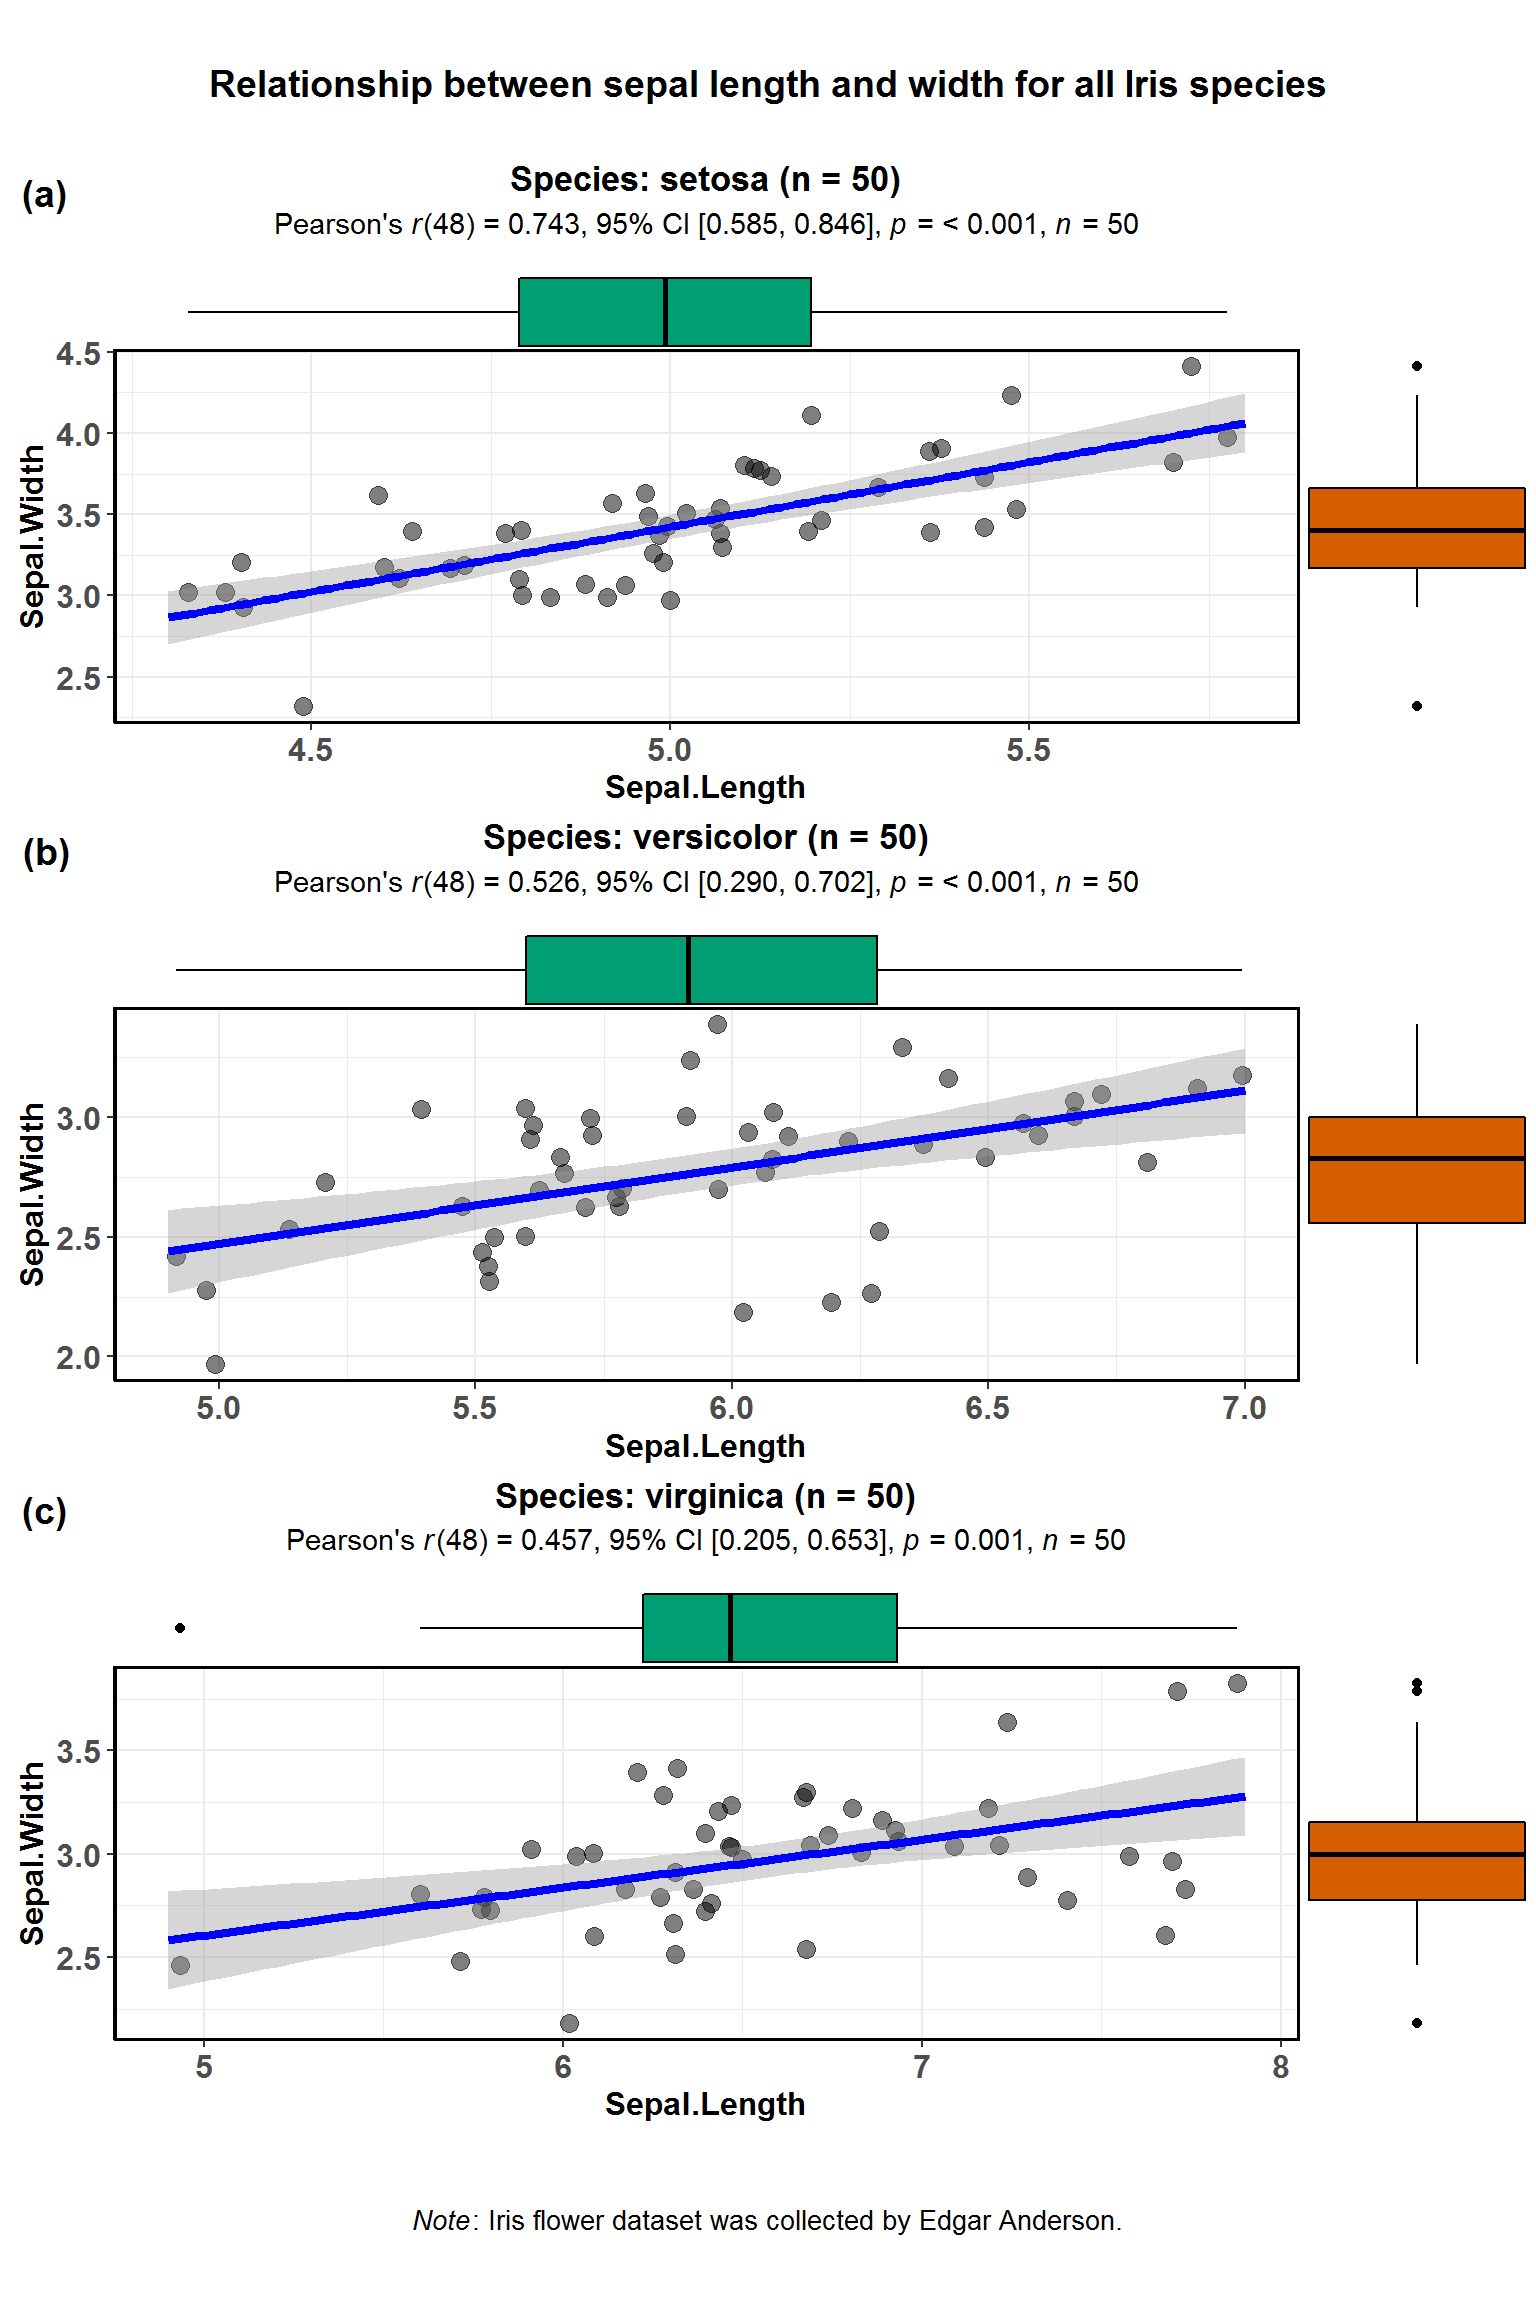 Relationship between sepal length and width for all Iris species
(a)
Species: setosa (n = 50)
Pearson's r(48) = 0.743, 95% CI [0.585, 0.846], p = < 0.001, n = 50
4.5
4.0
3.5
3.0
2.5
Sepal.Width
4.5 5.0 5.5
Sepal.Length
(b)
Species: versicolor (n = 50)
Pearson's r(48) = 0.526, 95% CI [0.290, 0.702], p = < 0.001, n = 50
3.0
2.5
2.0
Sepal.Width
5.0 5.5 6.0 6.5 7.0
Sepal.Length
(c)
Species: virginica (n = 50)
Pearson's r(48) = 0.457, 95% CI [0.205, 0.653], p = 0.001, n = 50
3.5
3.0
2.5
Sepal.Width
5 6 7 8
Sepal.Length
Note: Iris flower dataset was collected by Edgar Anderson.